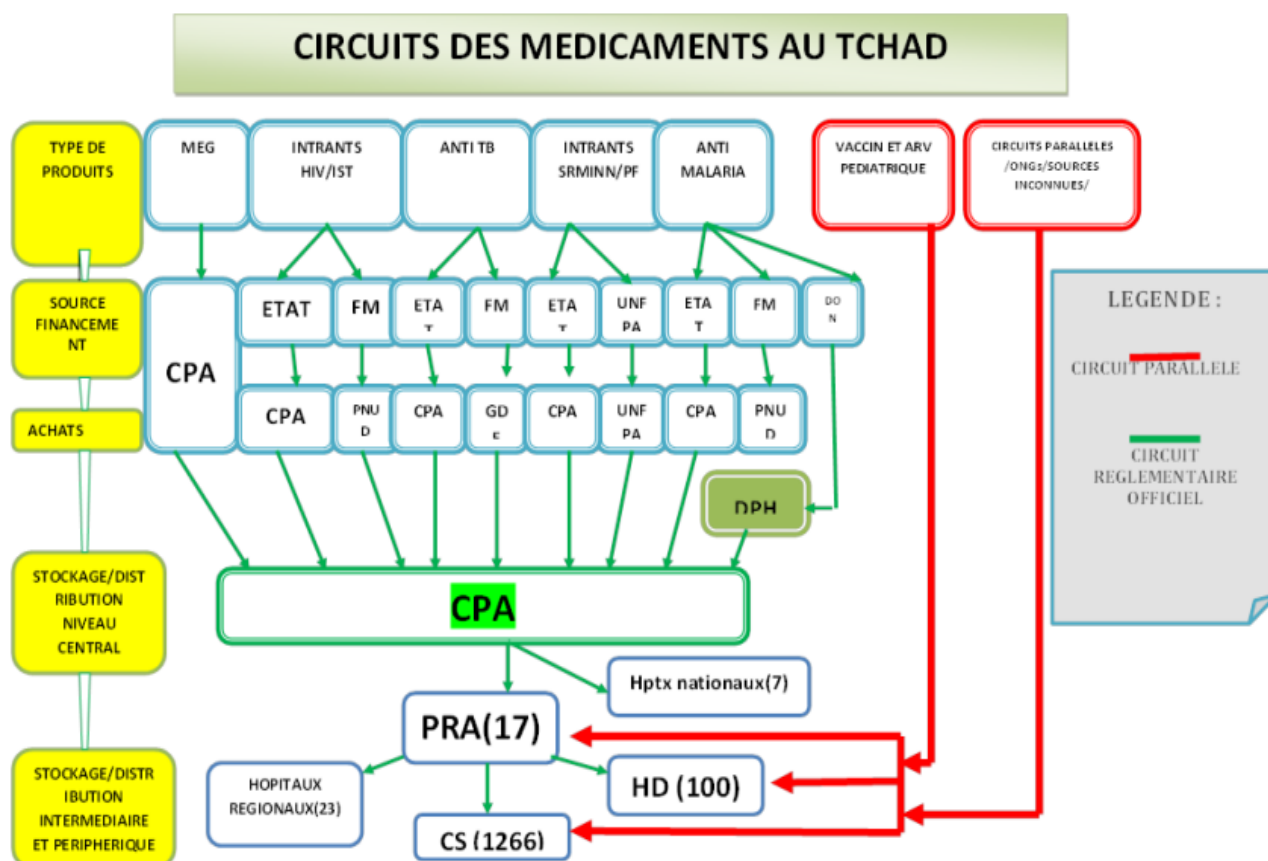 CIRCUITS DES MEDICAMENTS AU TCHAD
TYPE DE
PRODUITS
MEG
INTRANTS
HIV/IST
ANTI TB
INTRANTS
SRMINN/PF
ANTI
MALARIA
VACCIN ET ARV
PEDIATRIQUE
CIRCUITS PARALLELES
/ONGs/SOURCES
INCONNUES/
SOURCE
FINANCEME
NT
CPA
ETAT
FM
ETA
T
FM
ETA
T
UNF
PA
ETA
T
FM
DO
N
ACHATS
CPA
PNU
D
CPA
GD
F
CPA
UNF
PA
CPA
PNU
D
DPH
LEGENDE :
CIRCUIT PARALLELE
CIRCUIT
REGLEMENTAIRE
OFFICIEL
STOCKAGE/DIST
RIBUTION
NIVEAU
CENTRAL
CPA
Hptx nationaux(7)
PRA(17)
STOCKAGE/DISTR
IBUTION
INTERMEDIAIRE
ET PERIPHERIQUE
HOPITAUX
REGIONAUX(23)
HD (100)
CS (1266)